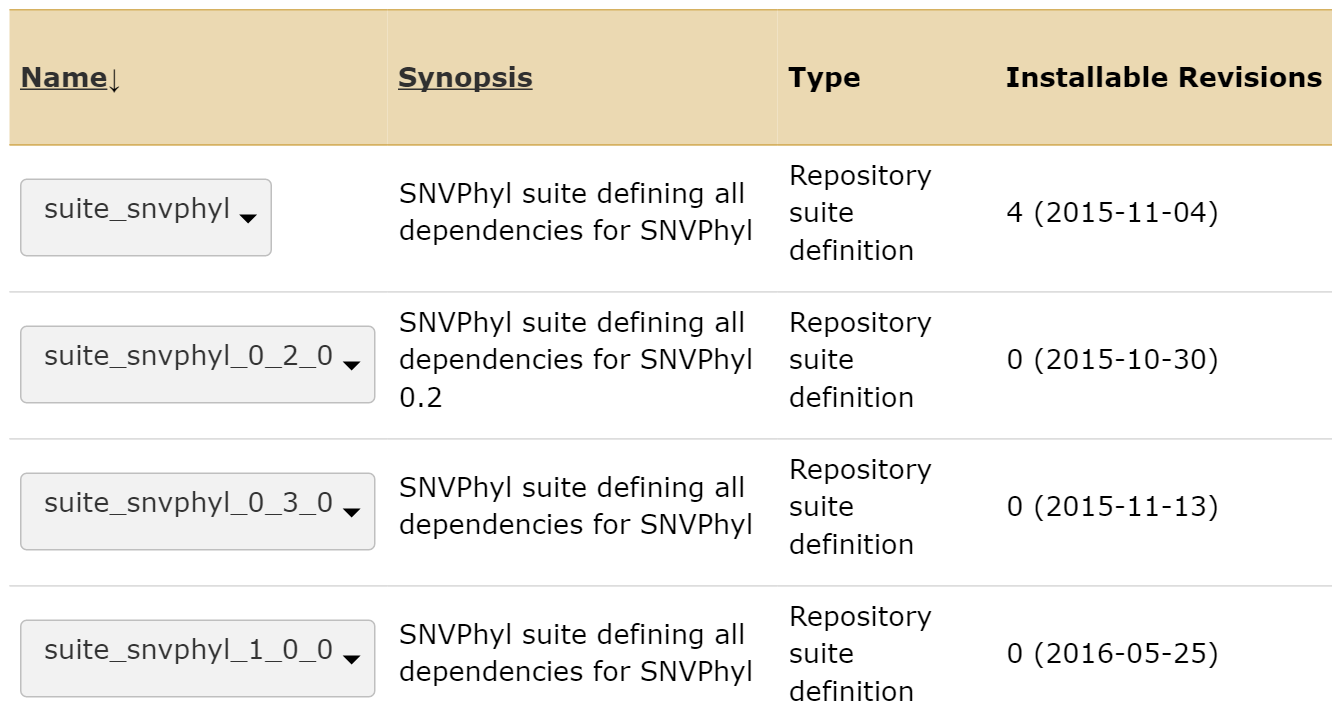 Name↓ Synopsis Type Installable Revisions
suite_snvphyl
SNVPhyl suite defining all
dependencies for SNVPhyl
Repository
suite
definition
4 (2015-11-04)
suite_snvphyl_0_2_0
SNVPhyl suite defining all
dependencies for SNVPhyl
0.2
Repository
suite
definition
0 (2015-10-30)
suite_snvphyl_0_3_0
SNVPhyl suite defining all
dependencies for SNVPhyl
Repository
suite
definition
0 (2015-11-13)
suite_snvphyl_1_0_0
SNVPhyl suite defining all
dependencies for SNVPhyl
Repository
suite
definition
0 (2016-05-25)